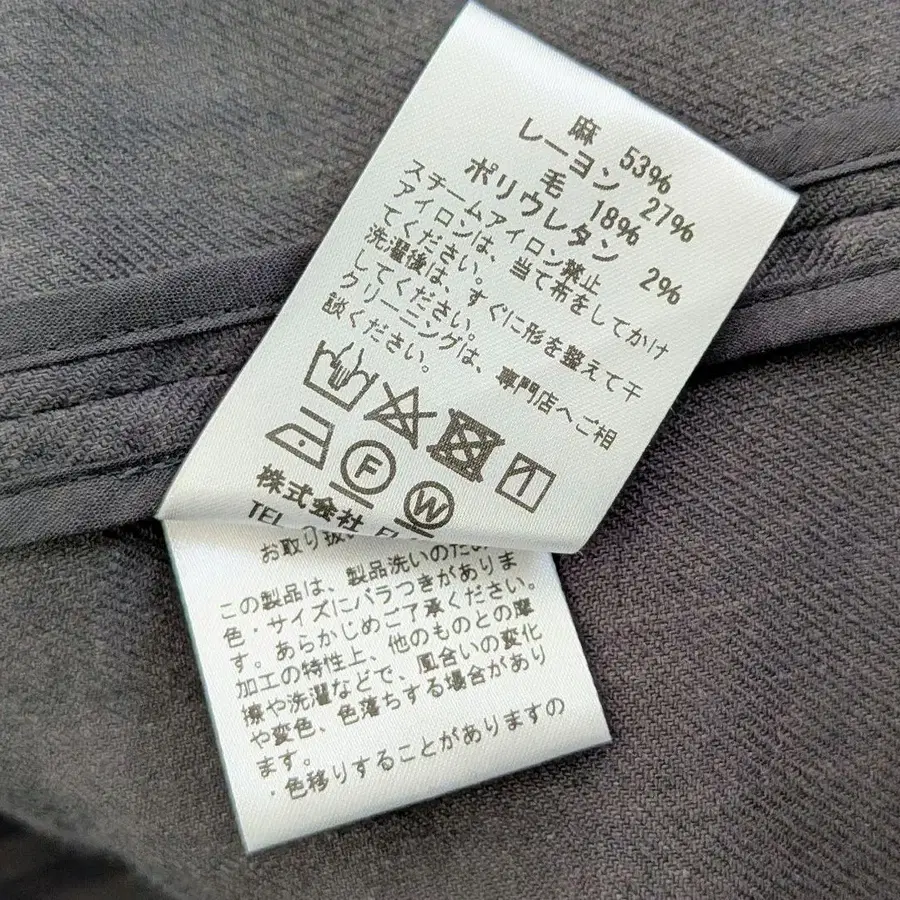 麻 53%
レーヨン 27%
毛 18%
ポリウレタン 2%
スチームアイロン禁止
アイロンは、当て布をしてかけ
てください。
洗濯後は、すぐに形を整えて干
してください。
クリーニングは、専門店へご相
談ください。
F
W
株式会社
TEL
お取り扱
この製品は、製品洗いのため
色・サイズにバラつきがありま
す。あらかじめご了承ください。
加工の特性上、他のものとの摩
擦や洗濯などで、風合いの変化
や変色、色落ちする場合があり
ます。
・色移りすることがありますの